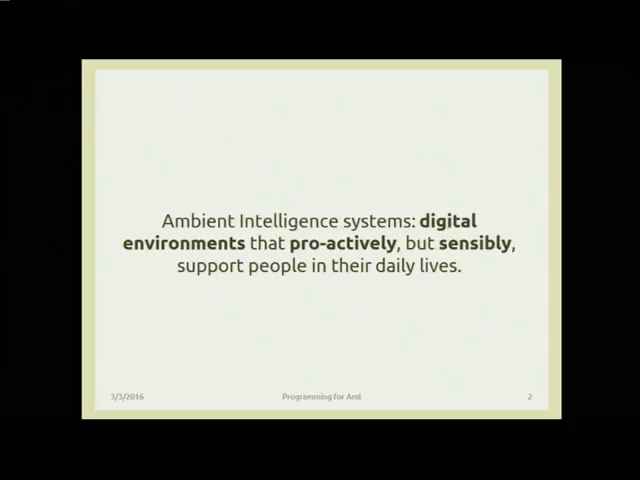 Ambient Intelligence systems: digital
environments that pro-actively, but sensibly,
support people in their daily lives.
3/3/2016 Programming for AmI 2